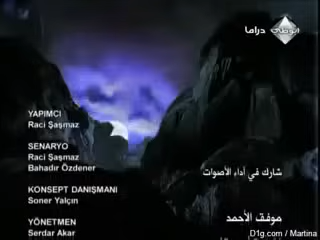 ابوظبي دراما
YAPIMCI
Raci Şaşmaz
SENARYO
Raci Şaşmaz
Bahadır Özdener
شارك في أداء الأصوات
KONSEPT DANIŞMANI
Soner Yalçın
موفق الأحمد
YÖNETMEN
Serdar Akar
D1g.com / Martina